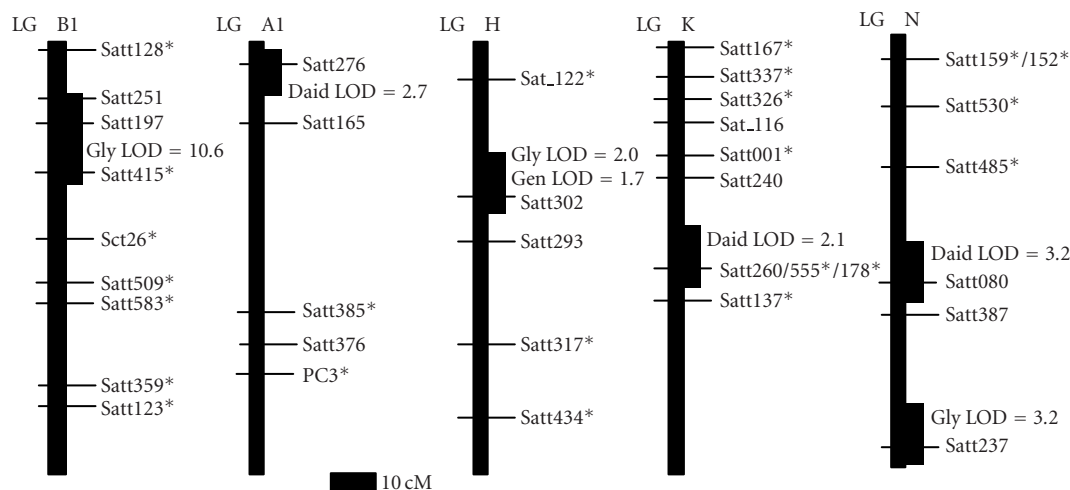 LG B1
Satt128*
Satt251
Satt197
Gly LOD = 10.6
Satt415*
Sct26*
Satt509*
Satt583*
Satt359*
Satt123*
LG A1
Satt276
Daid LOD = 2.7
Satt165
Satt385*
Satt376
PC3*
LG H
Sat_122*
Gly LOD = 2.0
Gen LOD = 1.7
Satt302
Satt293
Satt317*
Satt434*
LG K
Satt167*
Satt337*
Satt326*
Sat_116
Satt001*
Satt240
Daid LOD = 2.1
Satt260/555*/178*
Satt137*
LG N
Satt159*/152*
Satt530*
Satt485*
Daid LOD = 3.2
Satt080
Satt387
Gly LOD = 3.2
Satt237
10 cM